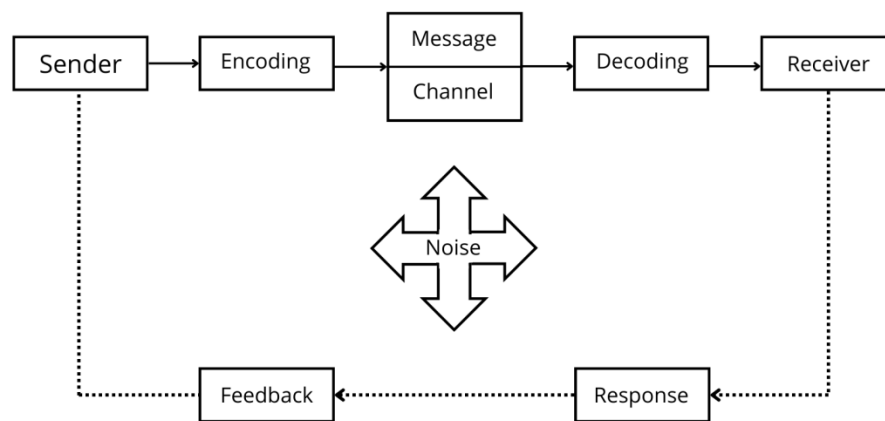 Sender
Encoding
Message
Channel
Decoding
Receiver
Noise
Feedback
Response